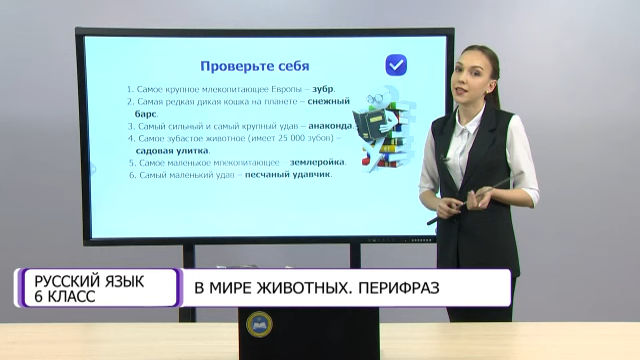 Проверьте себя
1. Самое крупное млекопитающее Европы – зубр.
2. Самая редкая дикая кошка на планете – снежный
барс.
3. Самый сильный и самый крупный удав – анаконда.
4. Самое зубастое животное (имеет 25 000 зубов) –
садовая улитка.
5. Самое маленькое млекопитающее – землеройка.
6. Самый маленький удав – песчаный удавчик.
РУССКИЙ ЯЗЫК
6 КЛАСС
В МИРЕ ЖИВОТНЫХ. ПЕРИФРАЗ